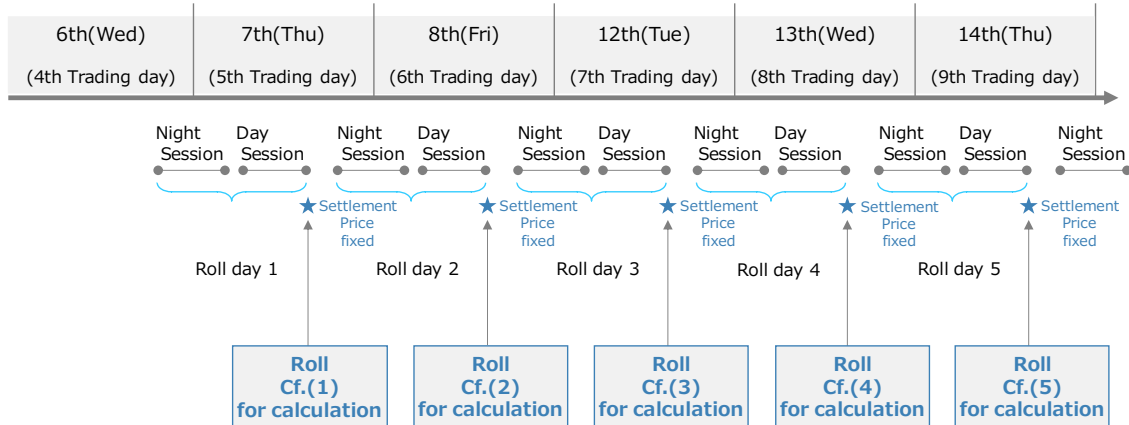 6th(Wed)
7th(Thu)
8th(Fri)
12th(Tue)
13th(Wed)
14th(Thu)
(4th Trading day)
(5th Trading day)
(6th Trading day)
(7th Trading day)
(8th Trading day)
(9th Trading day)
Night
Session
Day
Session
Night
Session
Day
Session
Night
Session
Day
Session
Night
Session
Day
Session
Night
Session
Day
Session
Night
Session
Settlement
Price
fixed
Settlement
Price
fixed
Settlement
Price
fixed
Settlement
Price
fixed
Settlement
Price
fixed
Roll day 1
Roll day 2
Roll day 3
Roll day 4
Roll day 5
Roll
Cf.(1)
for calculation
Roll
Cf.(2)
for calculation
Roll
Cf.(3)
for calculation
Roll
Cf.(4)
for calculation
Roll
Cf.(5)
for calculation